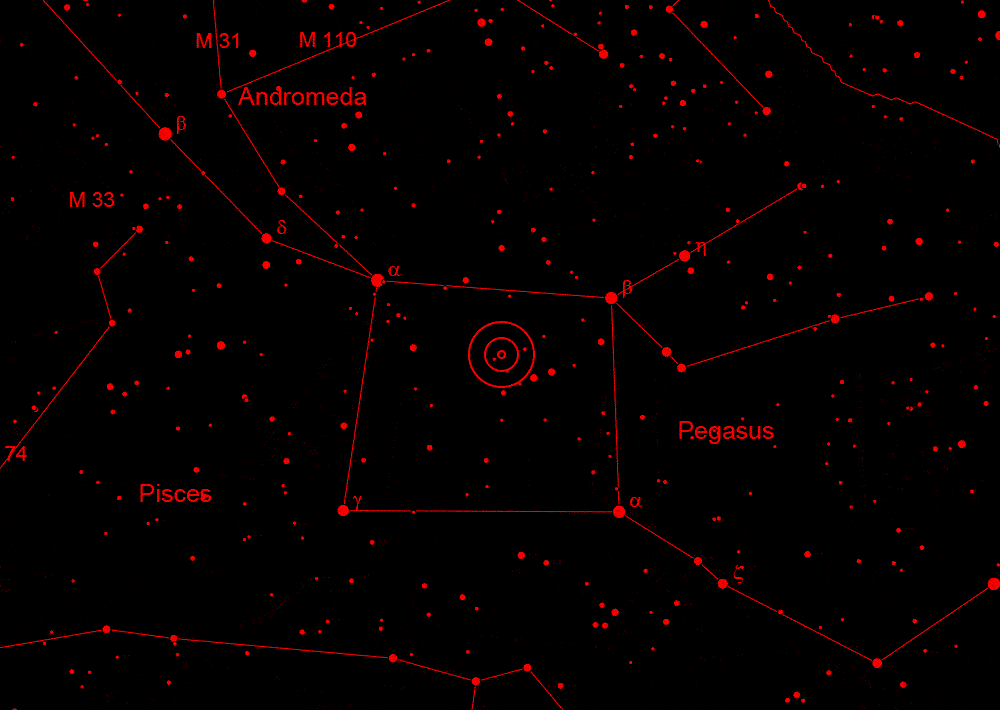 M 31
M 110
Andromeda
β
M 33
δ
η
α
β
Pegasus
74
Pisces
γ
α
ζ